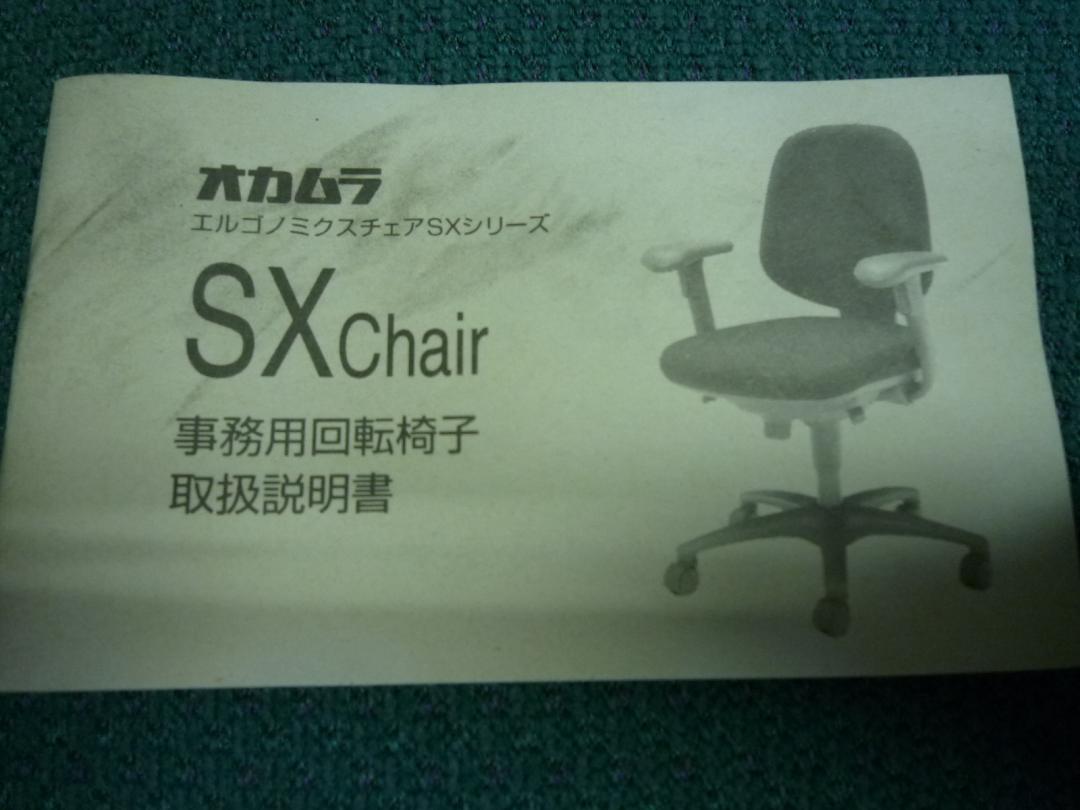 オカムラ
エルゴノミクスチェアSXシリーズ
SX Chair
事務用回転椅子
取扱説明書